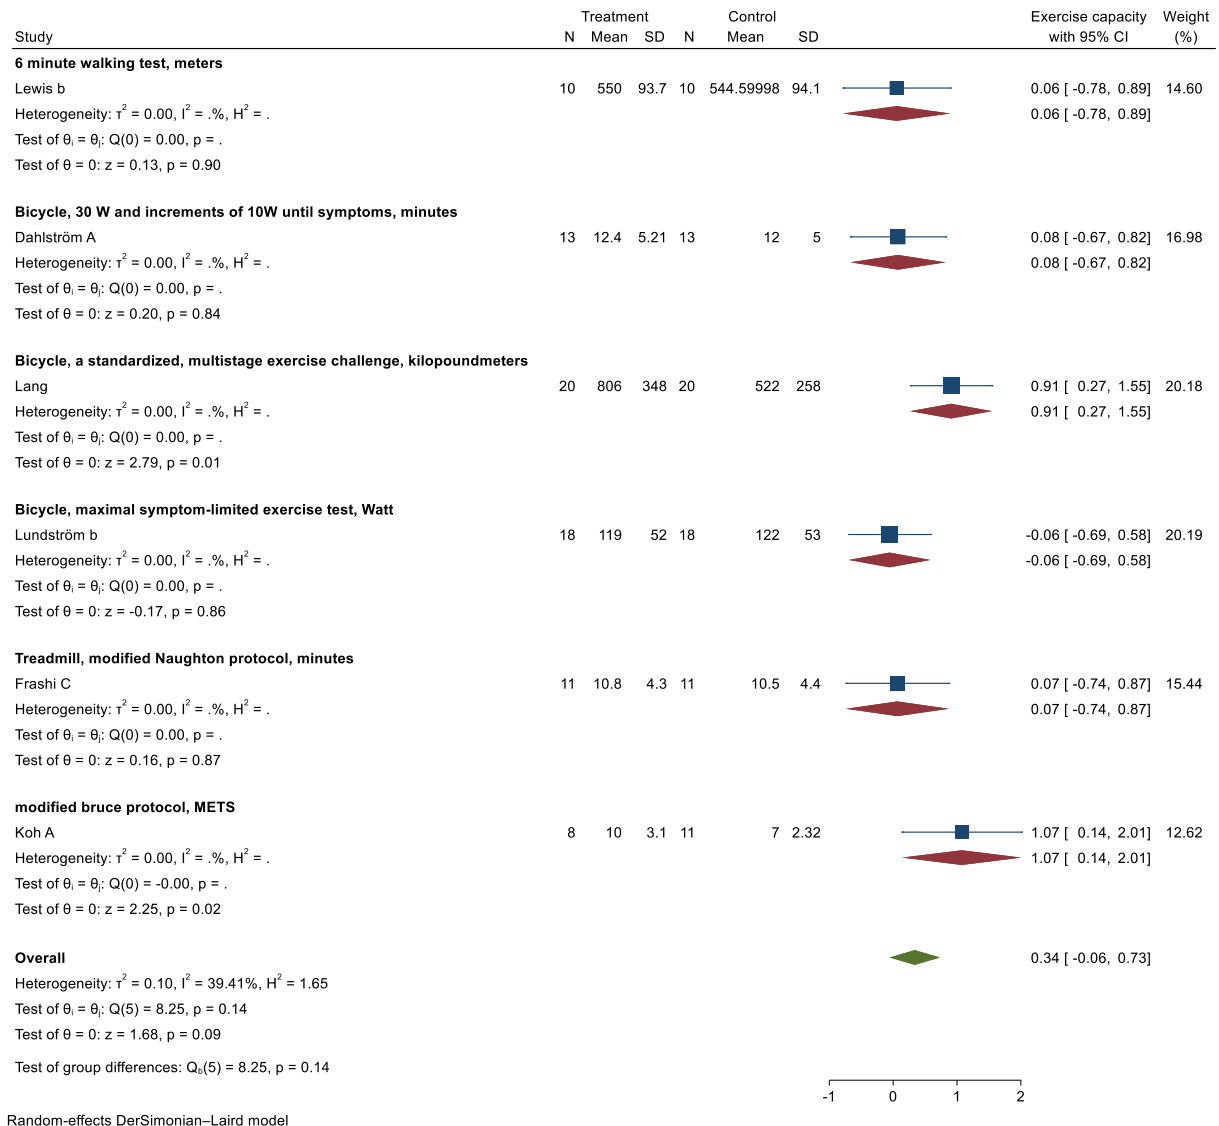 Treatment Control Exercise capacity Weight
Study N Mean SD N Mean SD with 95% CI (%)
6 minute walking test, meters
Lewis b 10 550 93.7 10 544.59998 94.1 0.06 [ -0.78, 0.89] 14.60
Heterogeneity: τ² = 0.00, I² = .%, H² = . 0.06 [ -0.78, 0.89]
Test of θᵢ = θⱼ: Q(0) = 0.00, p = .
Test of θ = 0: z = 0.13, p = 0.90
Bicycle, 30 W and increments of 10W until symptoms, minutes
Dahlström A 13 12.4 5.21 13 12 5 0.08 [ -0.67, 0.82] 16.98
Heterogeneity: τ² = 0.00, I² = .%, H² = . 0.08 [ -0.67, 0.82]
Test of θᵢ = θⱼ: Q(0) = 0.00, p = .
Test of θ = 0: z = 0.20, p = 0.84
Bicycle, a standardized, multistage exercise challenge, kilopoundmeters
Lang 20 806 348 20 522 258 0.91 [ 0.27, 1.55] 20.18
Heterogeneity: τ² = 0.00, I² = .%, H² = . 0.91 [ 0.27, 1.55]
Test of θᵢ = θⱼ: Q(0) = 0.00, p = .
Test of θ = 0: z = 2.79, p = 0.01
Bicycle, maximal symptom-limited exercise test, Watt
Lundström b 18 119 52 18 122 53 -0.06 [ -0.69, 0.58] 20.19
Heterogeneity: τ² = 0.00, I² = .%, H² = . -0.06 [ -0.69, 0.58]
Test of θᵢ = θⱼ: Q(0) = 0.00, p = .
Test of θ = 0: z = -0.17, p = 0.86
Treadmill, modified Naughton protocol, minutes
Frashi C 11 10.8 4.3 11 10.5 4.4 0.07 [ -0.74, 0.87] 15.44
Heterogeneity: τ² = 0.00, I² = .%, H² = . 0.07 [ -0.74, 0.87]
Test of θᵢ = θⱼ: Q(0) = 0.00, p = .
Test of θ = 0: z = 0.16, p = 0.87
modified bruce protocol, METS
Koh A 8 10 3.1 11 7 2.32 1.07 [ 0.14, 2.01] 12.62
Heterogeneity: τ² = 0.00, I² = .%, H² = . 1.07 [ 0.14, 2.01]
Test of θᵢ = θⱼ: Q(0) = -0.00, p = .
Test of θ = 0: z = 2.25, p = 0.02
Overall 0.34 [ -0.06, 0.73]
Heterogeneity: τ² = 0.10, I² = 39.41%, H² = 1.65
Test of θᵢ = θⱼ: Q(5) = 8.25, p = 0.14
Test of θ = 0: z = 1.68, p = 0.09
Test of group differences: Q_b(5) = 8.25, p = 0.14
-1 0 1 2
Random-effects DerSimonian–Laird model